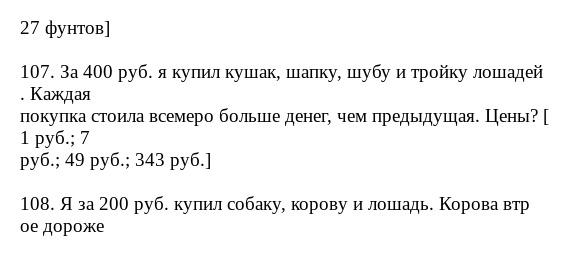 27 фунтов]
107. За 400 руб. я купил кушак, шапку, шубу и тройку лошадей
. Каждая
покупка стоила всемеро больше денег, чем предыдущая. Цены? [
1 руб.; 7
руб.; 49 руб.; 343 руб.]
108. Я за 200 руб. купил собаку, корову и лошадь. Корова втр
ое дороже